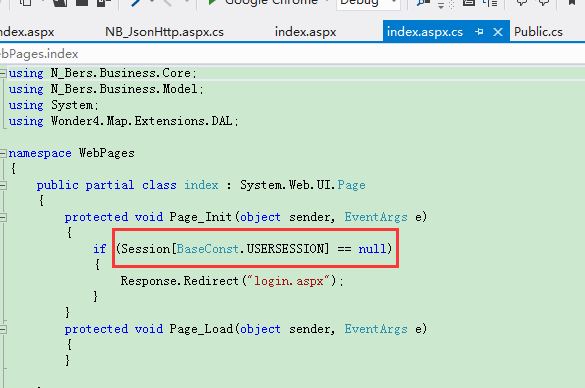 Google Chrome Debug
index.aspx NB_JsonHttp.aspx.cs index.aspx index.aspx.cs Public.cs
bPages.index
using N_Bers.Business.Core;
using N_Bers.Business.Model;
using System;
using Wonder4.Map.Extensions.DAL;
namespace WebPages
{
public partial class index : System.Web.UI.Page
{
protected void Page_Init(object sender, EventArgs e)
{
if (Session[BaseConst.USERSESSION] == null)
{
Response.Redirect("login.aspx");
}
}
protected void Page_Load(object sender, EventArgs e)
{
}